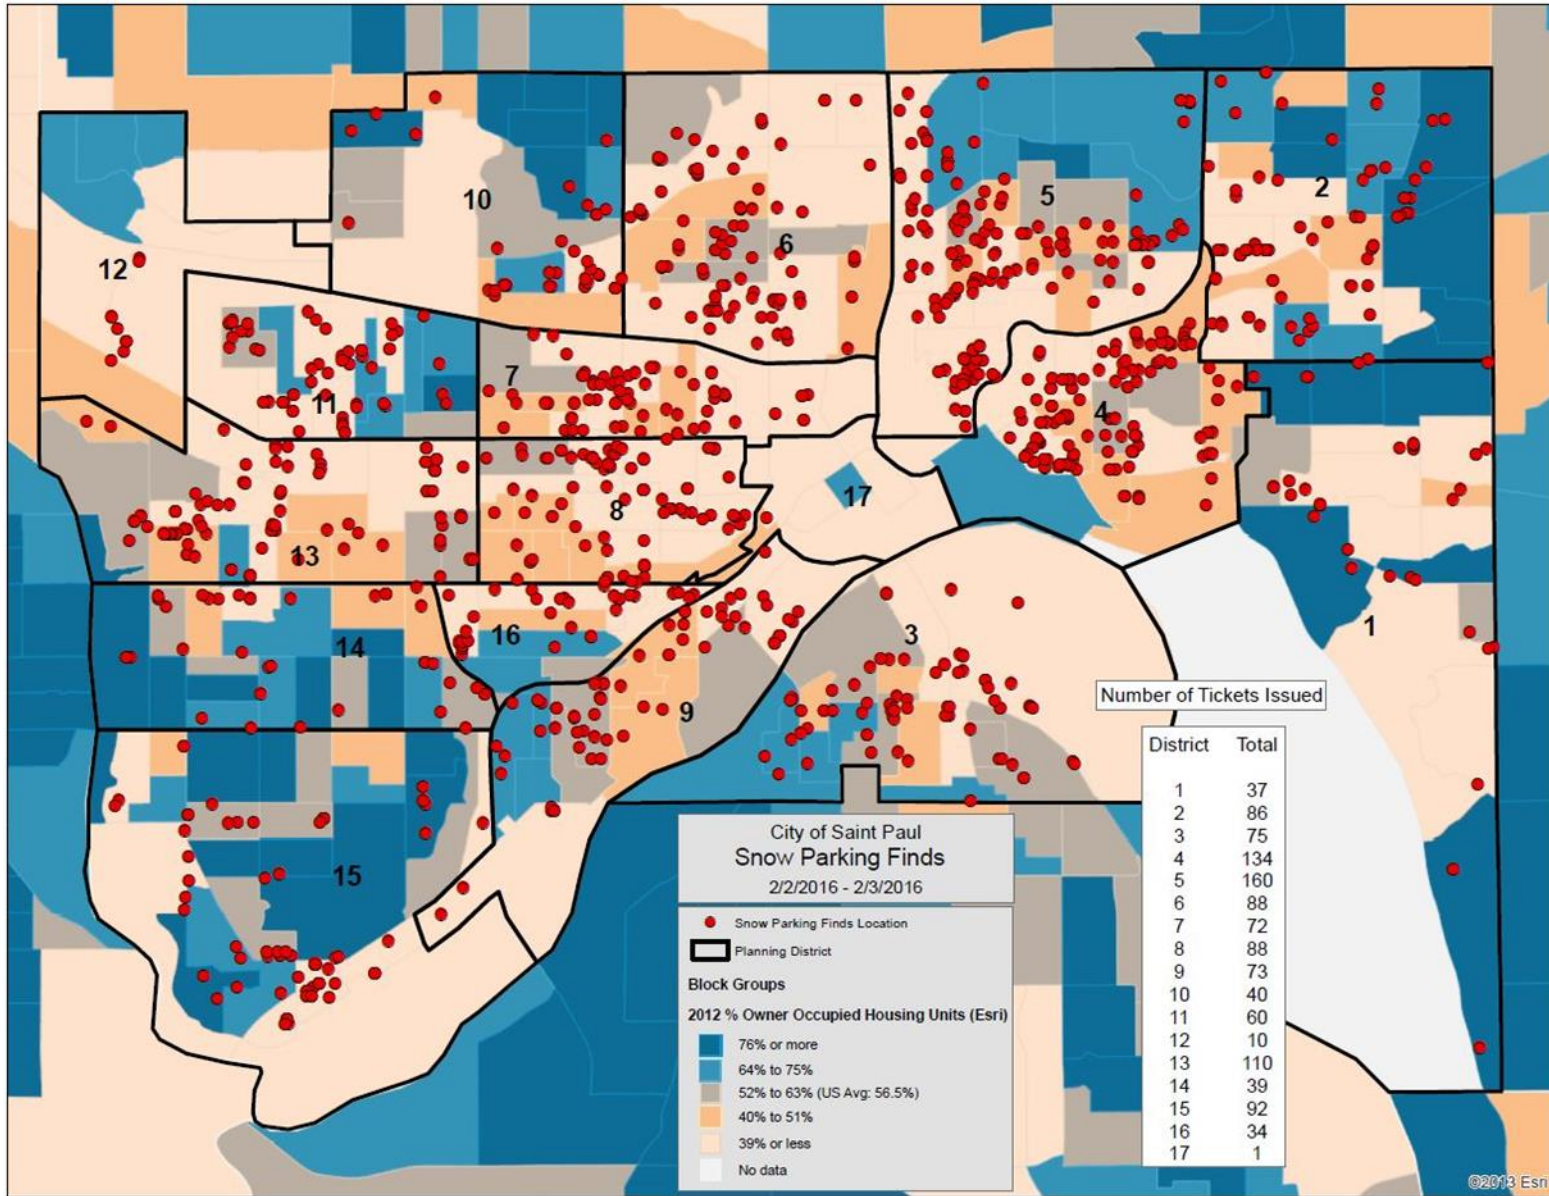 10
5
2
6
12
7
11
4
17
8
13
16
14
3
1
9
15
Number of Tickets Issued
District Total
1 37
2 86
3 75
4 134
5 160
6 88
7 72
8 88
9 73
10 40
11 60
12 10
13 110
14 39
15 92
16 34
17 1
City of Saint Paul
Snow Parking Finds
2/2/2016 - 2/3/2016
Snow Parking Finds Location
Planning District
Block Groups
2012 % Owner Occupied Housing Units (Esri)
76% or more
64% to 75%
52% to 63% (US Avg: 56.5%)
40% to 51%
39% or less
No data
©2013 Esri